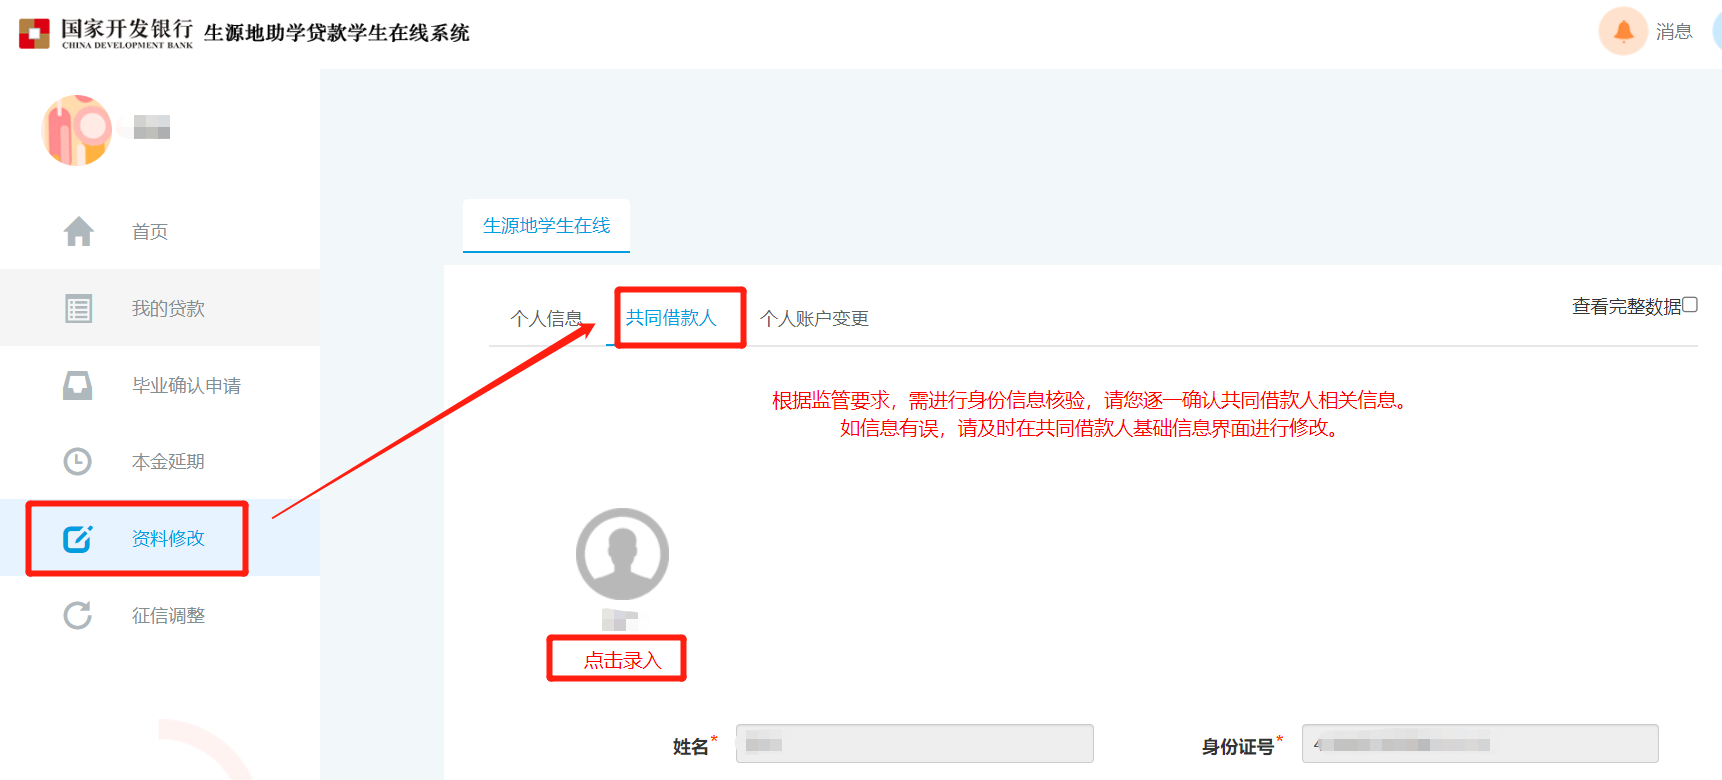 国家开发银行
CHINA DEVELOPMENT BANK
生源地助学贷款学生在线系统
消息
首页
我的贷款
毕业确认申请
本金延期
资料修改
征信调整
生源地学生在线
个人信息
共同借款人
个人账户变更
查看完整数据
根据监管要求，需进行身份信息核验，请您逐一确认共同借款人相关信息。
如信息有误，请及时在共同借款人基础信息界面进行修改。
点击录入
姓名*
身份证号*
4